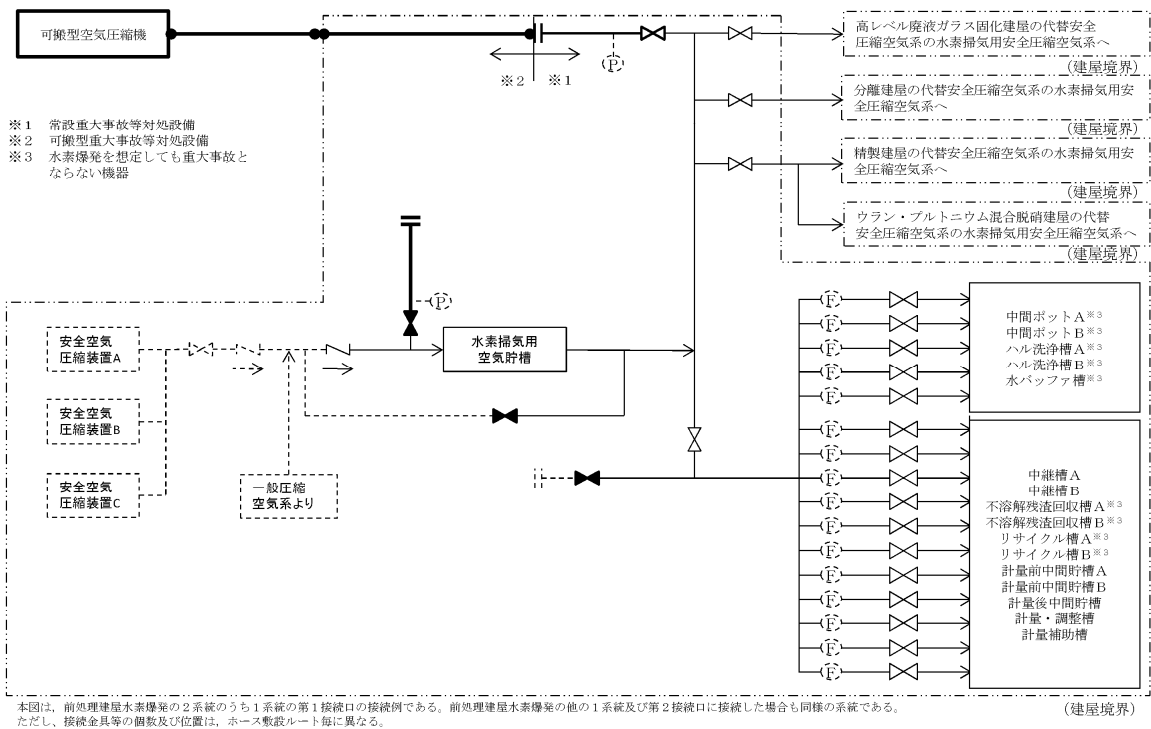 可搬型空気圧縮機
※2
※1
P
高レベル廃液ガラス固化建屋の代替安全
圧縮空気系の水素掃気用安全圧縮空気系へ
(建屋境界)
分離建屋の代替安全圧縮空気系の水素掃気用安
全圧縮空気系へ
(建屋境界)
精製建屋の代替安全圧縮空気系の水素掃気用安
全圧縮空気系へ
(建屋境界)
ウラン・プルトニウム混合脱硝建屋の代替
安全圧縮空気系の水素掃気用安全圧縮空気系へ
(建屋境界)
※1 常設重大事故等対処設備
※2 可搬型重大事故等対処設備
※3 水素爆発を想定しても重大事故と
ならない機器
P
安全空気
圧縮装置A
安全空気
圧縮装置B
安全空気
圧縮装置C
一般圧縮
空気系より
水素掃気用
空気貯槽
F
F
F
F
F
中間ポットA※3
中間ポットB※3
ハル洗浄槽A※3
ハル洗浄槽B※3
水バッファ槽※3
F
F
F
F
F
F
F
F
F
F
F
中継槽A
中継槽B
不溶解残渣回収槽A※3
不溶解残渣回収槽B※3
リサイクル槽A※3
リサイクル槽B※3
計量前中間貯槽A
計量前中間貯槽B
計量後中間貯槽
計量・調整槽
計量補助槽
本図は，前処理建屋水素爆発の2系統のうち1系統の第1接続口の接続例である。前処理建屋水素爆発の他の1系統及び第2接続口に接続した場合も同様の系統である。
ただし、接続金具等の個数及び位置は，ホース敷設ルート毎に異なる。
(建屋境界)